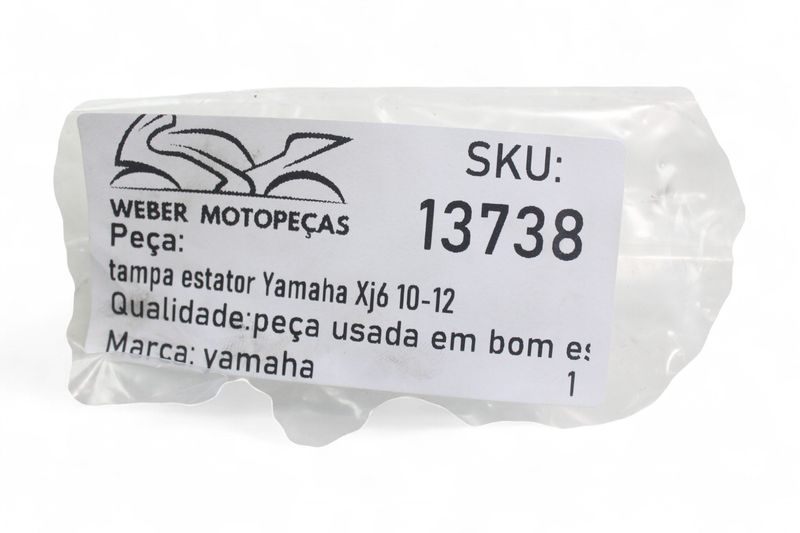 WEBER MOTOPEÇAS
SKU:
13738
Peça:
tampa estator Yamaha Xj6 10-12
Qualidade:peça usada em bom es
Marca: yamaha
1